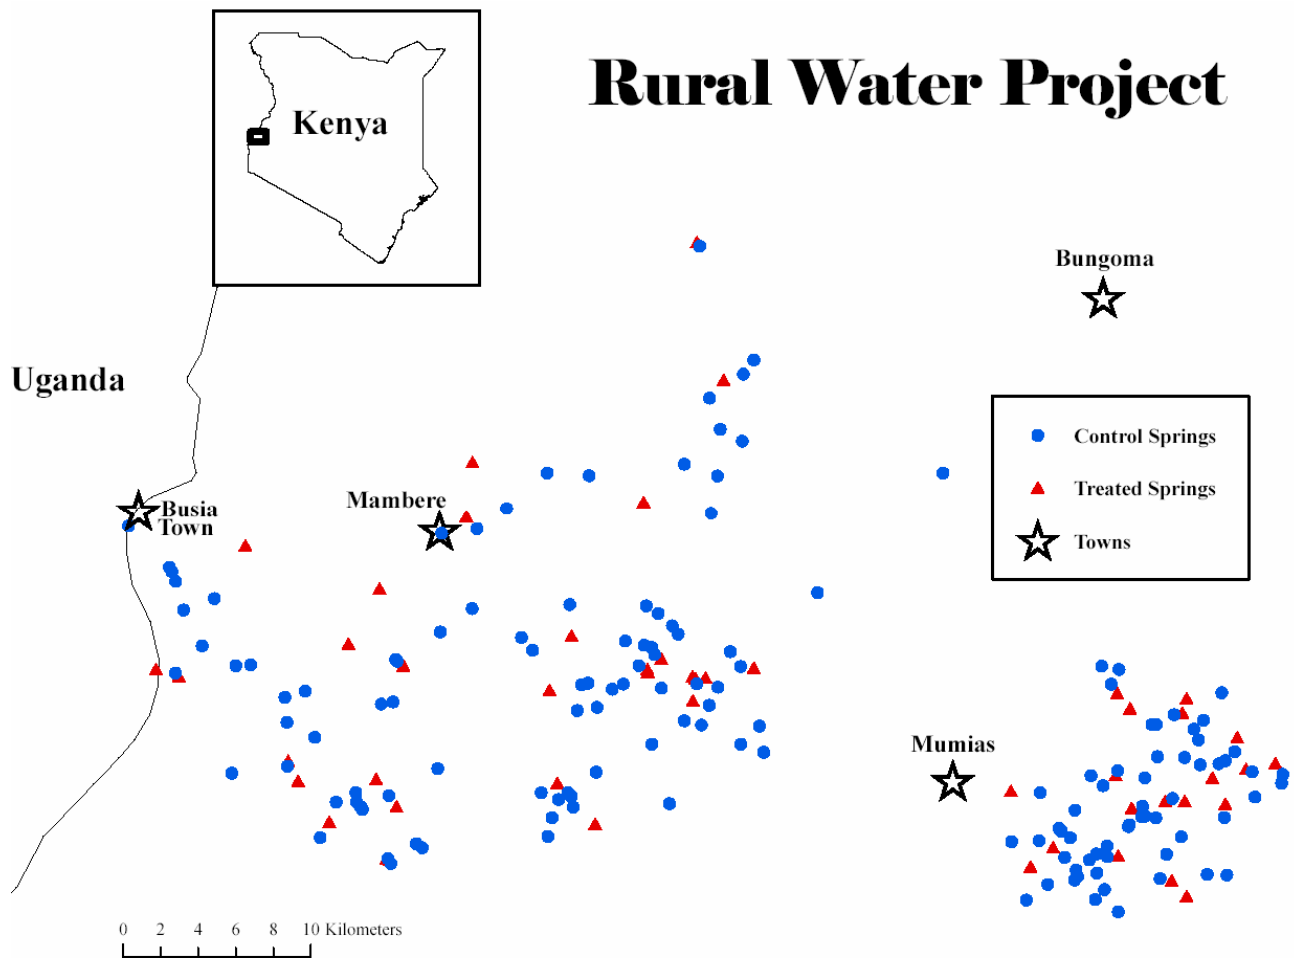 Rural Water Project
Kenya
Bungoma
Uganda
Control Springs
Treated Springs
Towns
Mambere
Busia
Town
Mumias
0 2 4 6 8 10 Kilometers